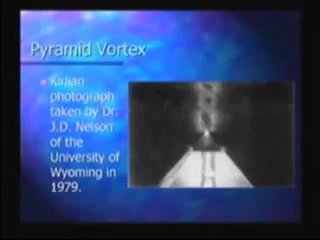 Pyramid Vortex
Kirlian
photograph
taken by Dr.
J.D. Nelson
of the
University of
Wyoming in
1979.